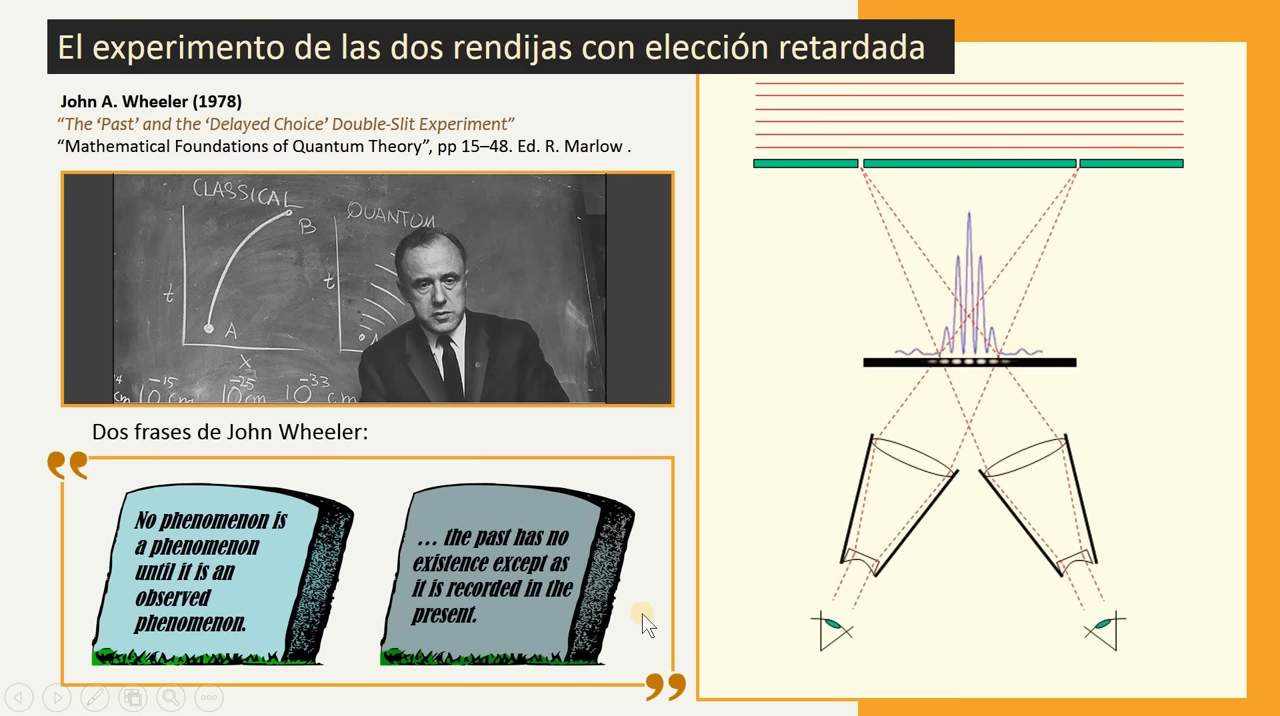 El experimento de las dos rendijas con elección retardada
John A. Wheeler (1978)
“The ‘Past’ and the ‘Delayed Choice’ Double-Slit Experiment”
“Mathematical Foundations of Quantum Theory”, pp 15–48. Ed. R. Marlow .
CLASSICAL
QUANTUM
B
t
t
A
X
10⁻¹⁵ cm 10⁻²⁵ cm 10⁻³³ cm
Dos frases de John Wheeler:
“
No phenomenon is
a phenomenon
until it is an
observed
phenomenon.
… the past has no
existence except as
it is recorded in the
present.
”